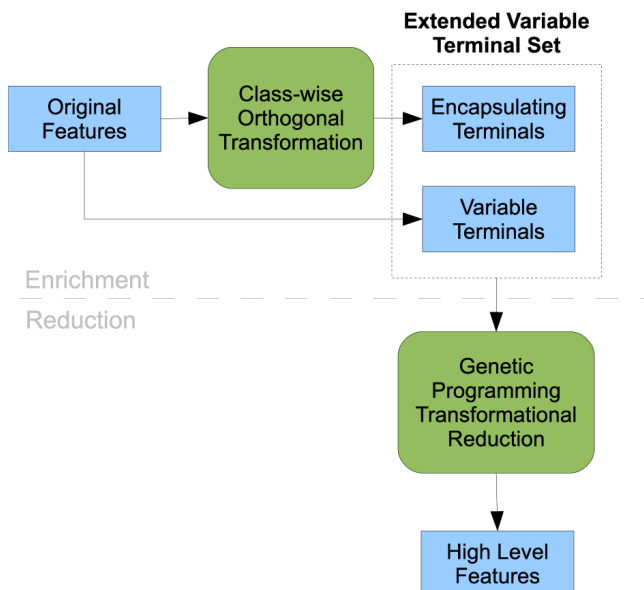 Extended Variable
Terminal Set
Original
Features
Class-wise
Orthogonal
Transformation
Encapsulating
Terminals
Variable
Terminals
Enrichment
Reduction
Genetic
Programming
Transformational
Reduction
High Level
Features